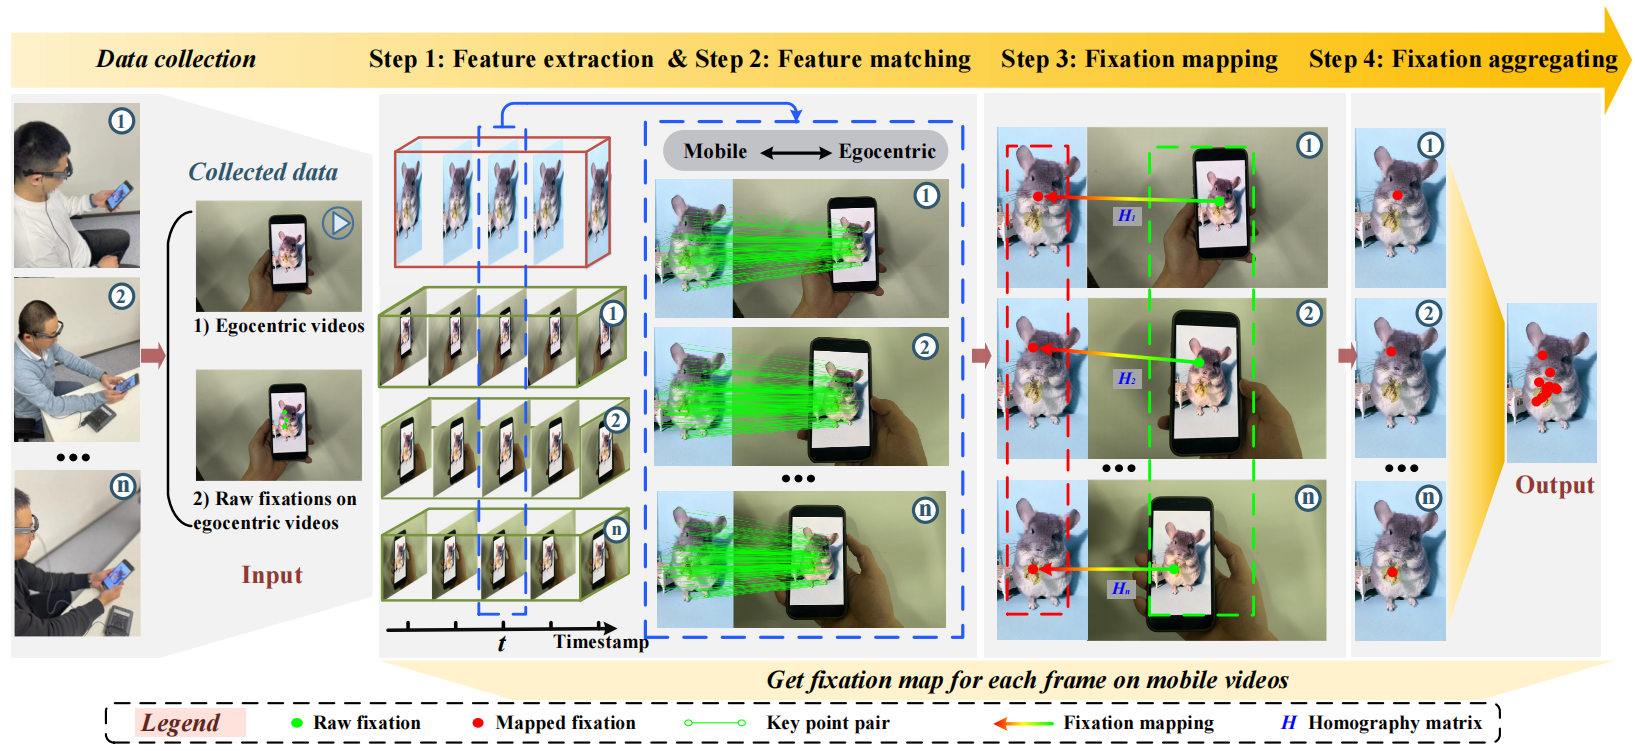 Data collection
Step 1: Feature extraction & Step 2: Feature matching
Step 3: Fixation mapping
Step 4: Fixation aggregating
1
2
n
Collected data
1) Egocentric videos
2) Raw fixations on
egocentric videos
Input
1
2
n
t
Timestamp
Mobile
Egocentric
1
2
n
H1
1
H2
2
Hn
n
1
2
n
Output
Get fixation map for each frame on mobile videos
Legend
Raw fixation
Mapped fixation
Key point pair
Fixation mapping
H Homography matrix